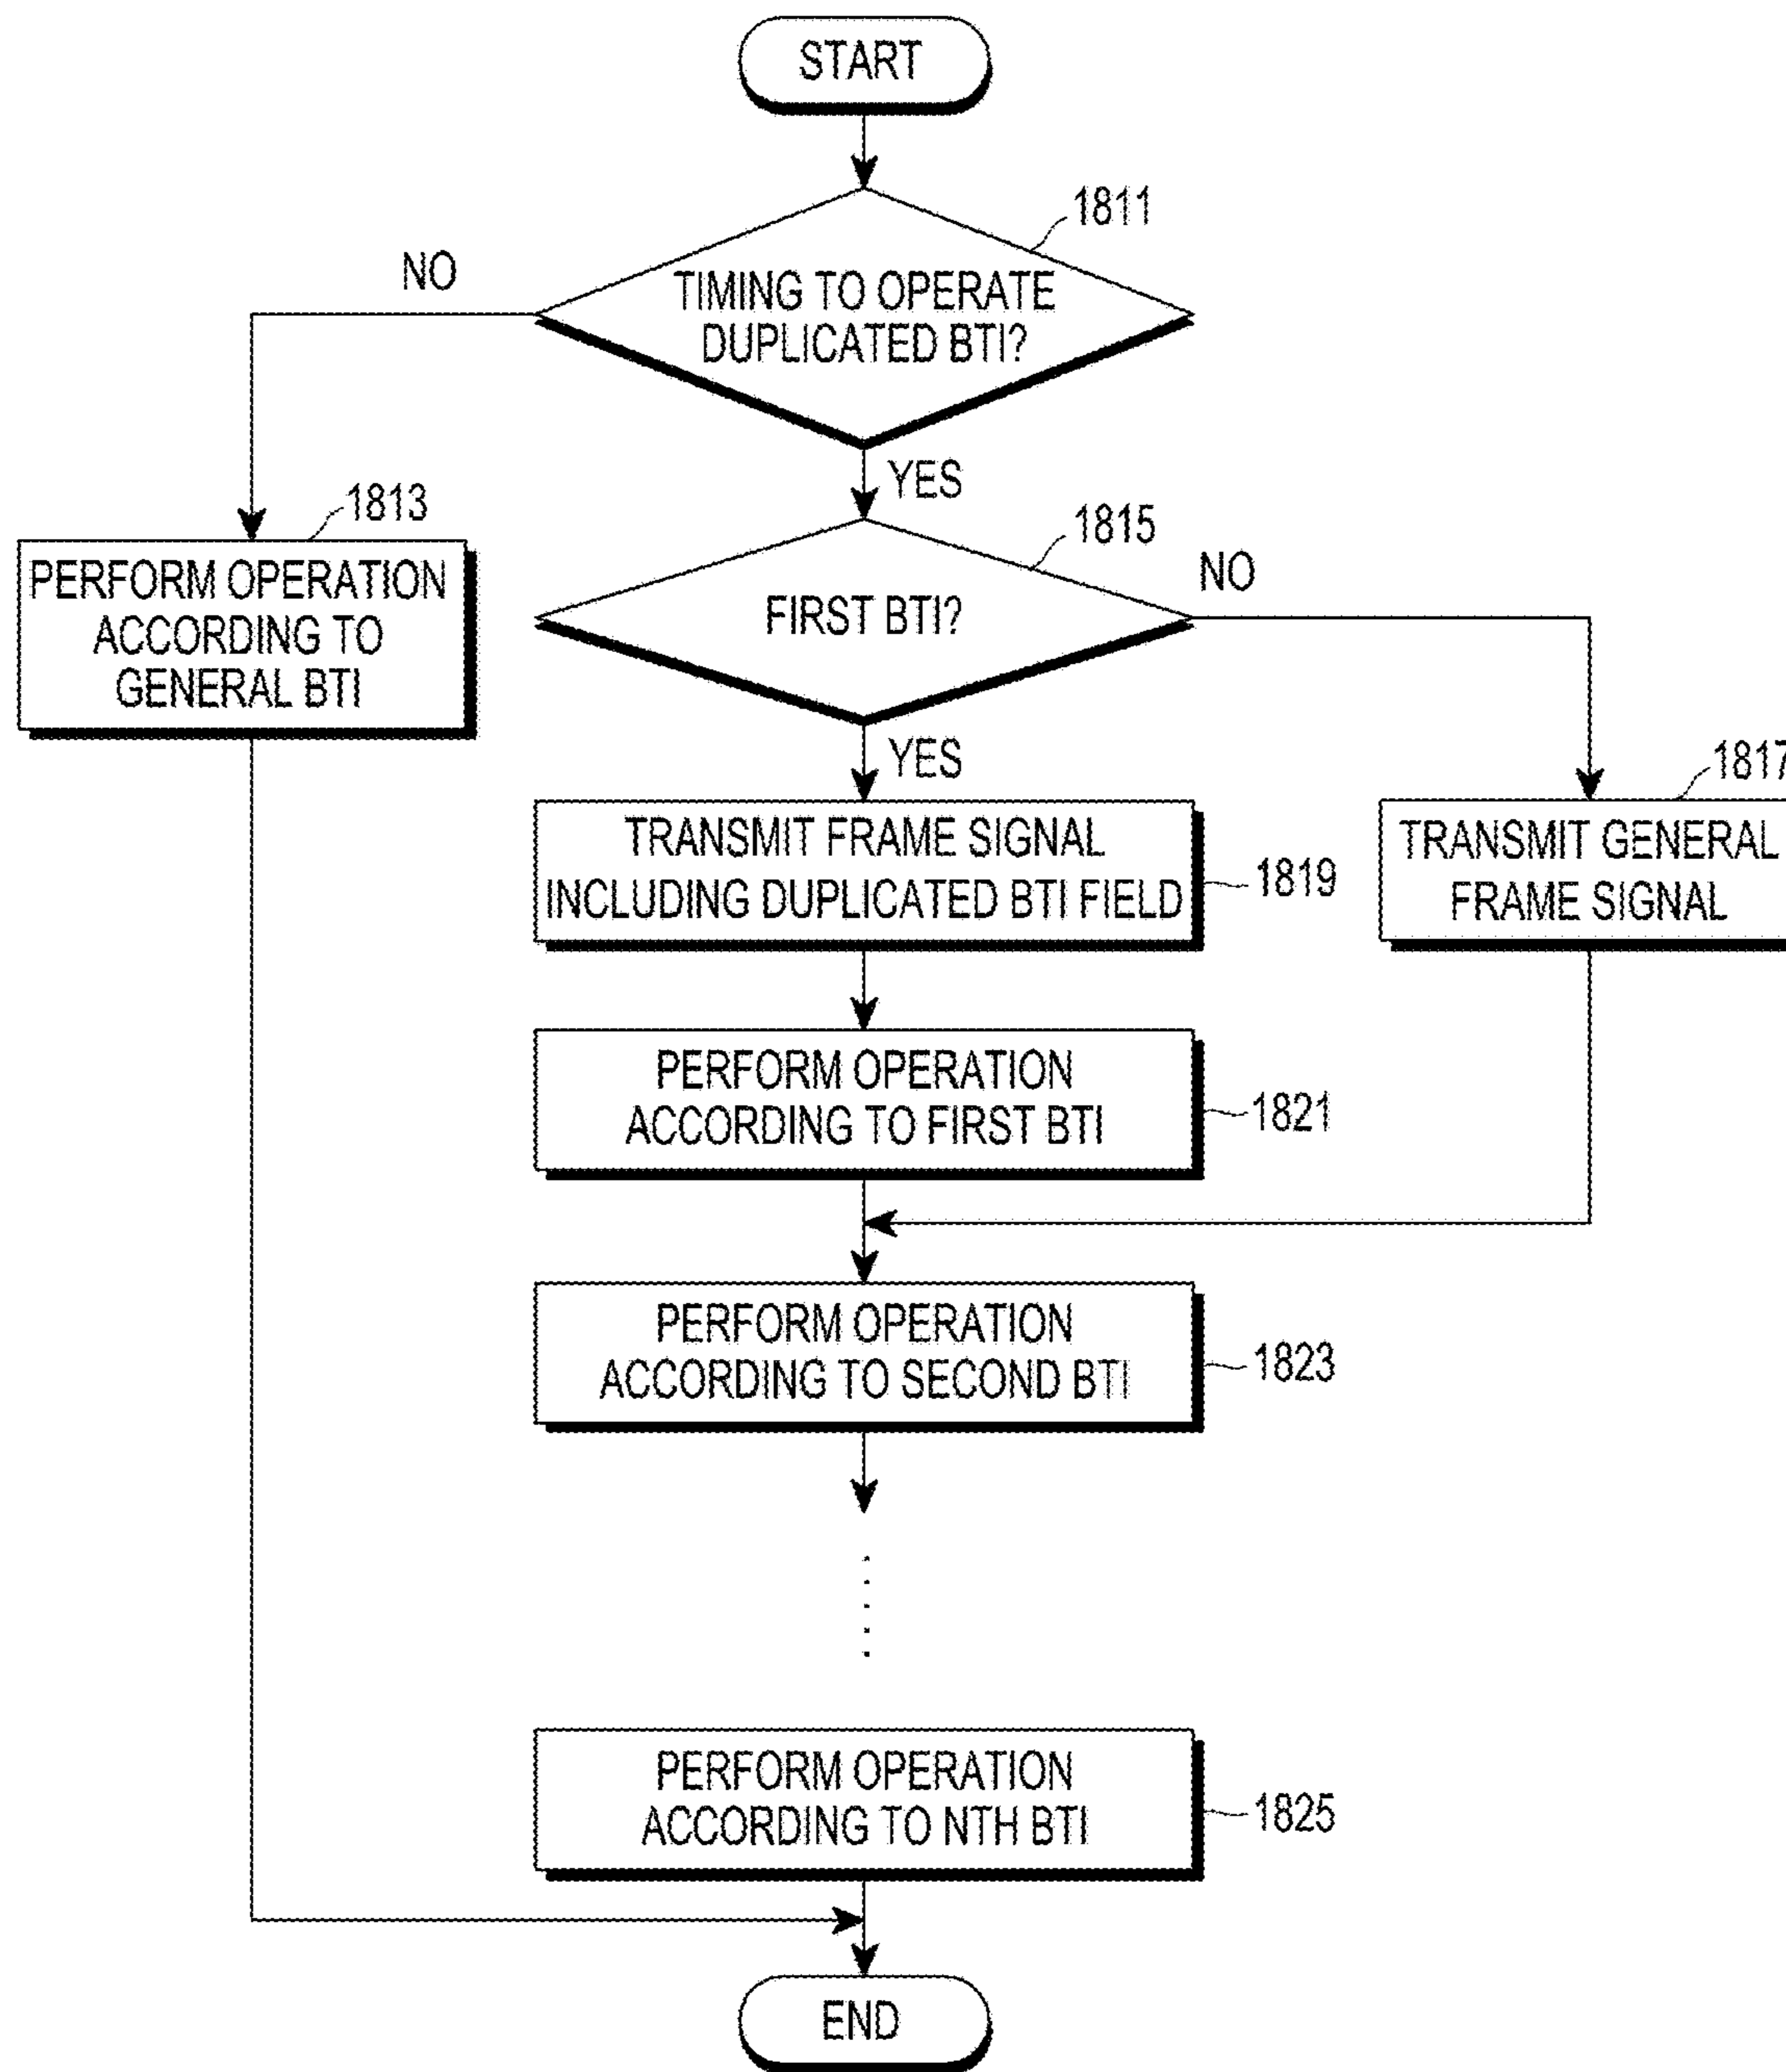 START
1811
NO
TIMING TO OPERATE
DUPLICATED BTI?
YES
1813
1815
PERFORM OPERATION
ACCORDING TO
GENERAL BTI
NO
FIRST BTI?
YES
1817
TRANSMIT FRAME SIGNAL
INCLUDING DUPLICATED BTI FIELD
1819
TRANSMIT GENERAL
FRAME SIGNAL
PERFORM OPERATION
ACCORDING TO FIRST BTI
1821
PERFORM OPERATION
ACCORDING TO SECOND BTI
1823
PERFORM OPERATION
ACCORDING TO NTH BTI
1825
END